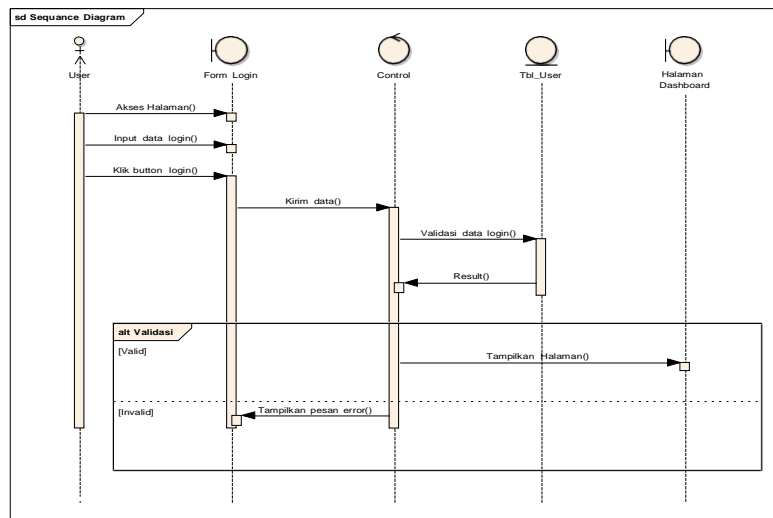 sd Sequance Diagram
User
Form Login
Control
Tbl_User
Halaman
Dashboard
Akses Halaman()
Input data login()
Klik button login()
Kirim data()
Validasi data login()
Result()
alt Validasi
[Valid]
Tampilkan Halaman()
[Invalid]
Tampilkan pesan error()